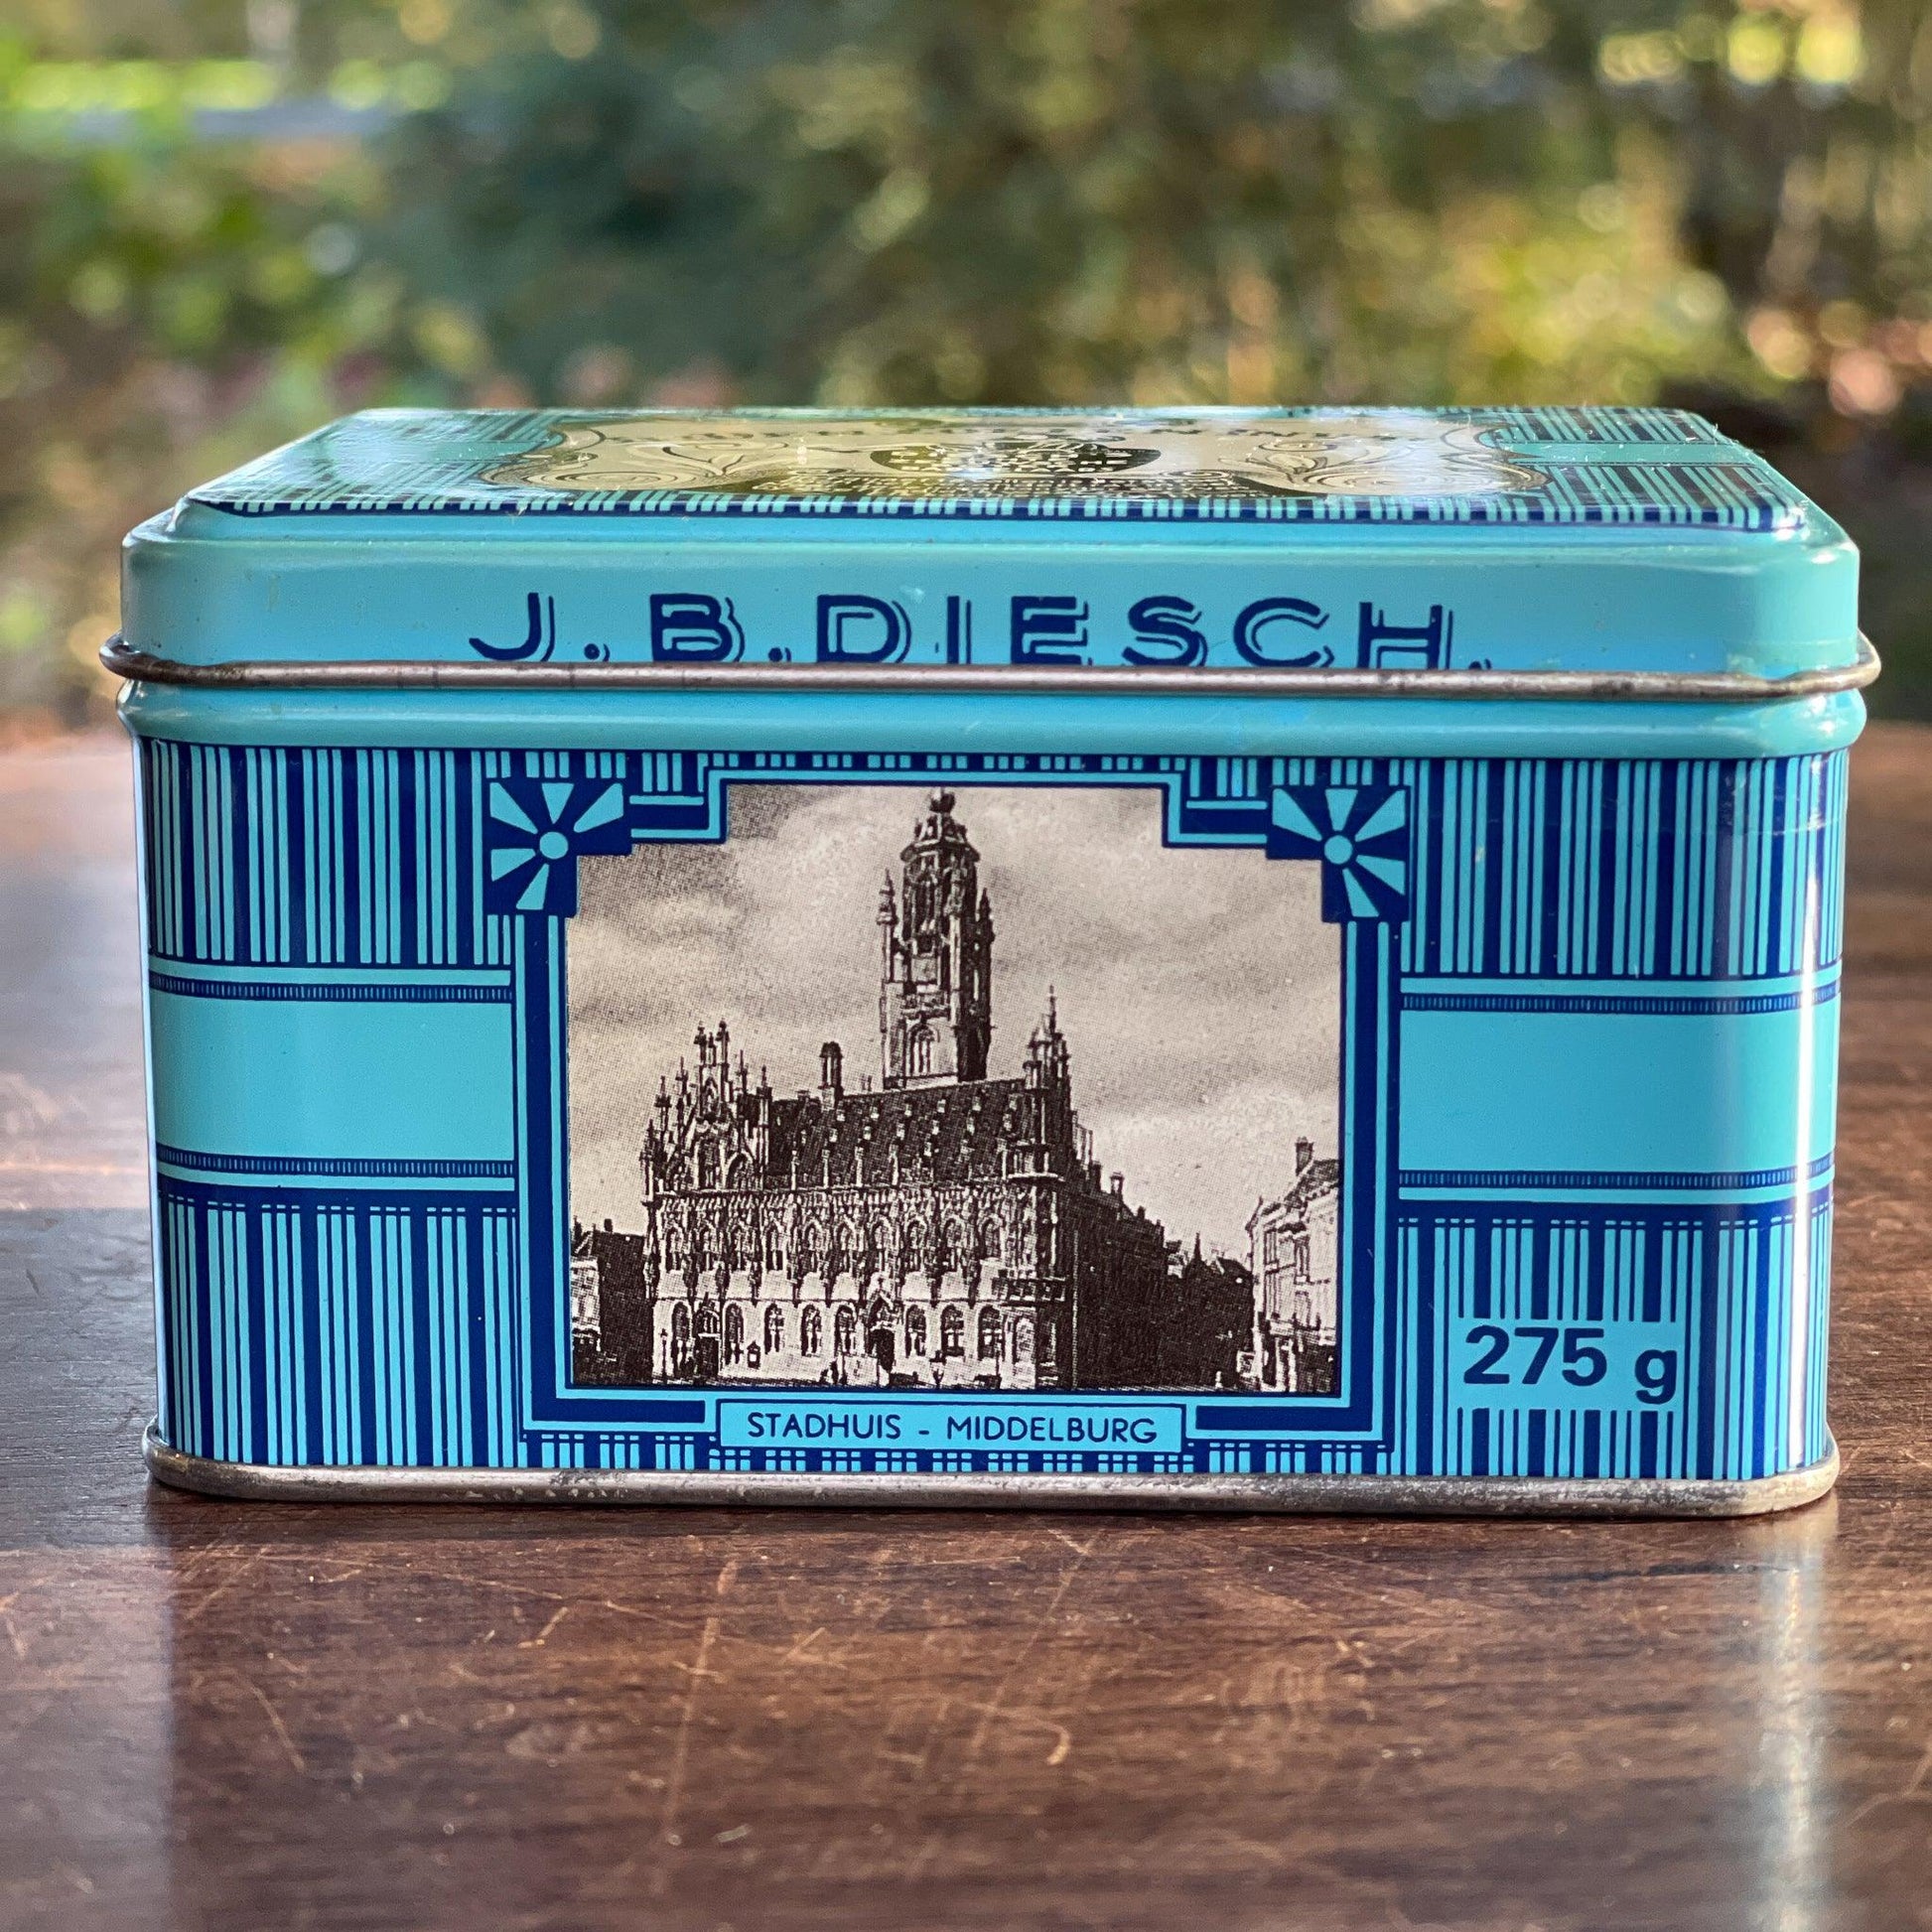 J.B.DIESCH.
275 g
STADHUIS - MIDDELBURG